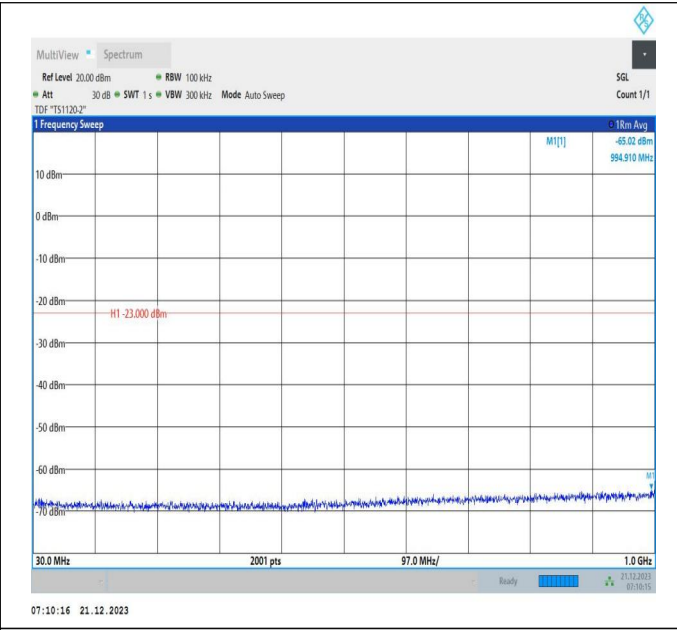 MultiView Spectrum
Ref Level 20.00 dBm RBW 100 kHz SGL
Att 30 dB SWT 1 s VBW 300 kHz Mode Auto Sweep Count 1/1
TDF "TS1120-2"
1 Frequency Sweep 1Rm Avg
M1[1] -65.02 dBm
994.910 MHz
10 dBm
0 dBm
-10 dBm
-20 dBm
H1 -23.000 dBm
-30 dBm
-40 dBm
-50 dBm
-60 dBm
M1
-70 dBm
30.0 MHz 2001 pts 97.0 MHz/ 1.0 GHz
Ready 21.12.2023
07:10:15
07:10:16 21.12.2023